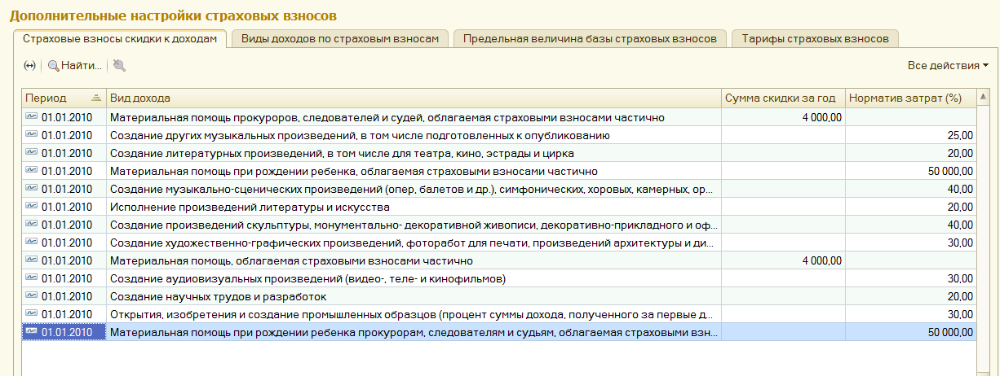 Дополнительные настройки страховых взносов
Страховые взносы скидки к доходам Виды доходов по страховым взносам Предельная величина базы страховых взносов Тарифы страховых взносов
Найти... Все действия
Период Вид дохода Сумма скидки за год Норматив затрат (%)
01.01.2010 Материальная помощь прокуроров, следователей и судей, облагаемая страховыми взносами частично 4 000,00
01.01.2010 Создание других музыкальных произведений, в том числе подготовленных к опубликованию 25,00
01.01.2010 Создание литературных произведений, в том числе для театра, кино, эстрады и цирка 20,00
01.01.2010 Материальная помощь при рождении ребенка, облагаемая страховыми взносами частично 50 000,00
01.01.2010 Создание музыкально-сценических произведений (опер, балетов и др.), симфонических, хоровых, камерных, ор... 40,00
01.01.2010 Исполнение произведений литературы и искусства 20,00
01.01.2010 Создание произведений скульптуры, монументально- декоративной живописи, декоративно-прикладного и оф... 40,00
01.01.2010 Создание художественно-графических произведений, фоторабот для печати, произведений архитектуры и ди... 30,00
01.01.2010 Материальная помощь, облагаемая страховыми взносами частично 4 000,00
01.01.2010 Создание аудиовизуальных произведений (видео-, теле- и кинофильмов) 30,00
01.01.2010 Создание научных трудов и разработок 20,00
01.01.2010 Открытия, изобретения и создание промышленных образцов (процент суммы дохода, полученного за первые д... 30,00
01.01.2010 Материальная помощь при рождении ребенка прокурорам, следователям и судьям, облагаемая страховыми взн... 50 000,00